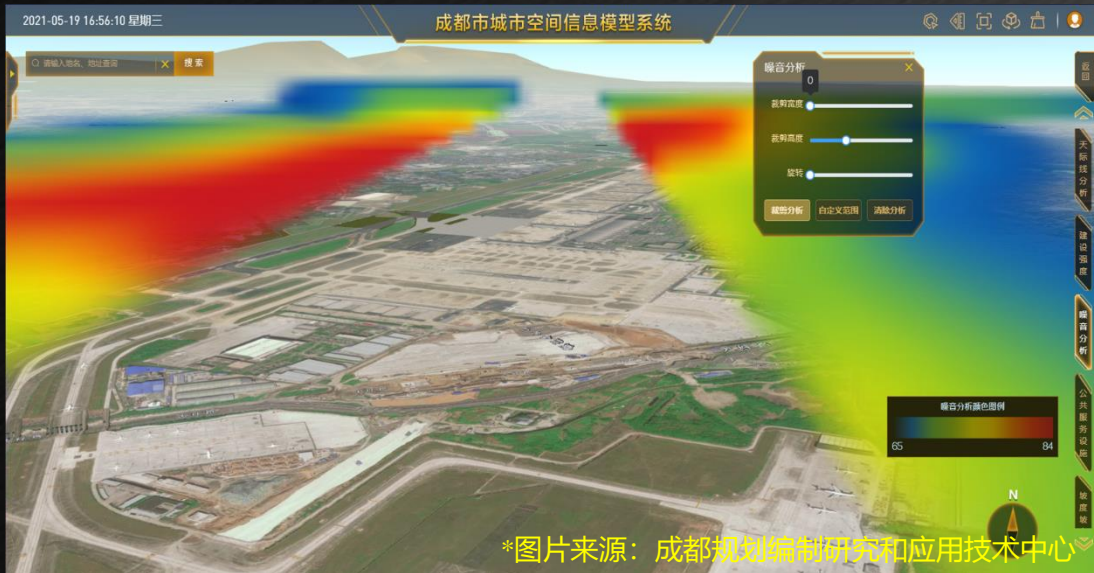 2021-05-19 16:56:10 星期三
成都市城市空间信息模型系统
请输入地名、地址查询
搜索
噪音分析
0
裁剪宽度
裁剪高度
旋转
裁剪分析
自定义范围
清除分析
返回
天际线分析
建设强度
噪音分析
公共服务设施
坡度坡
噪音分析颜色图例
65
84
N
*图片来源：成都规划编制研究和应用技术中心